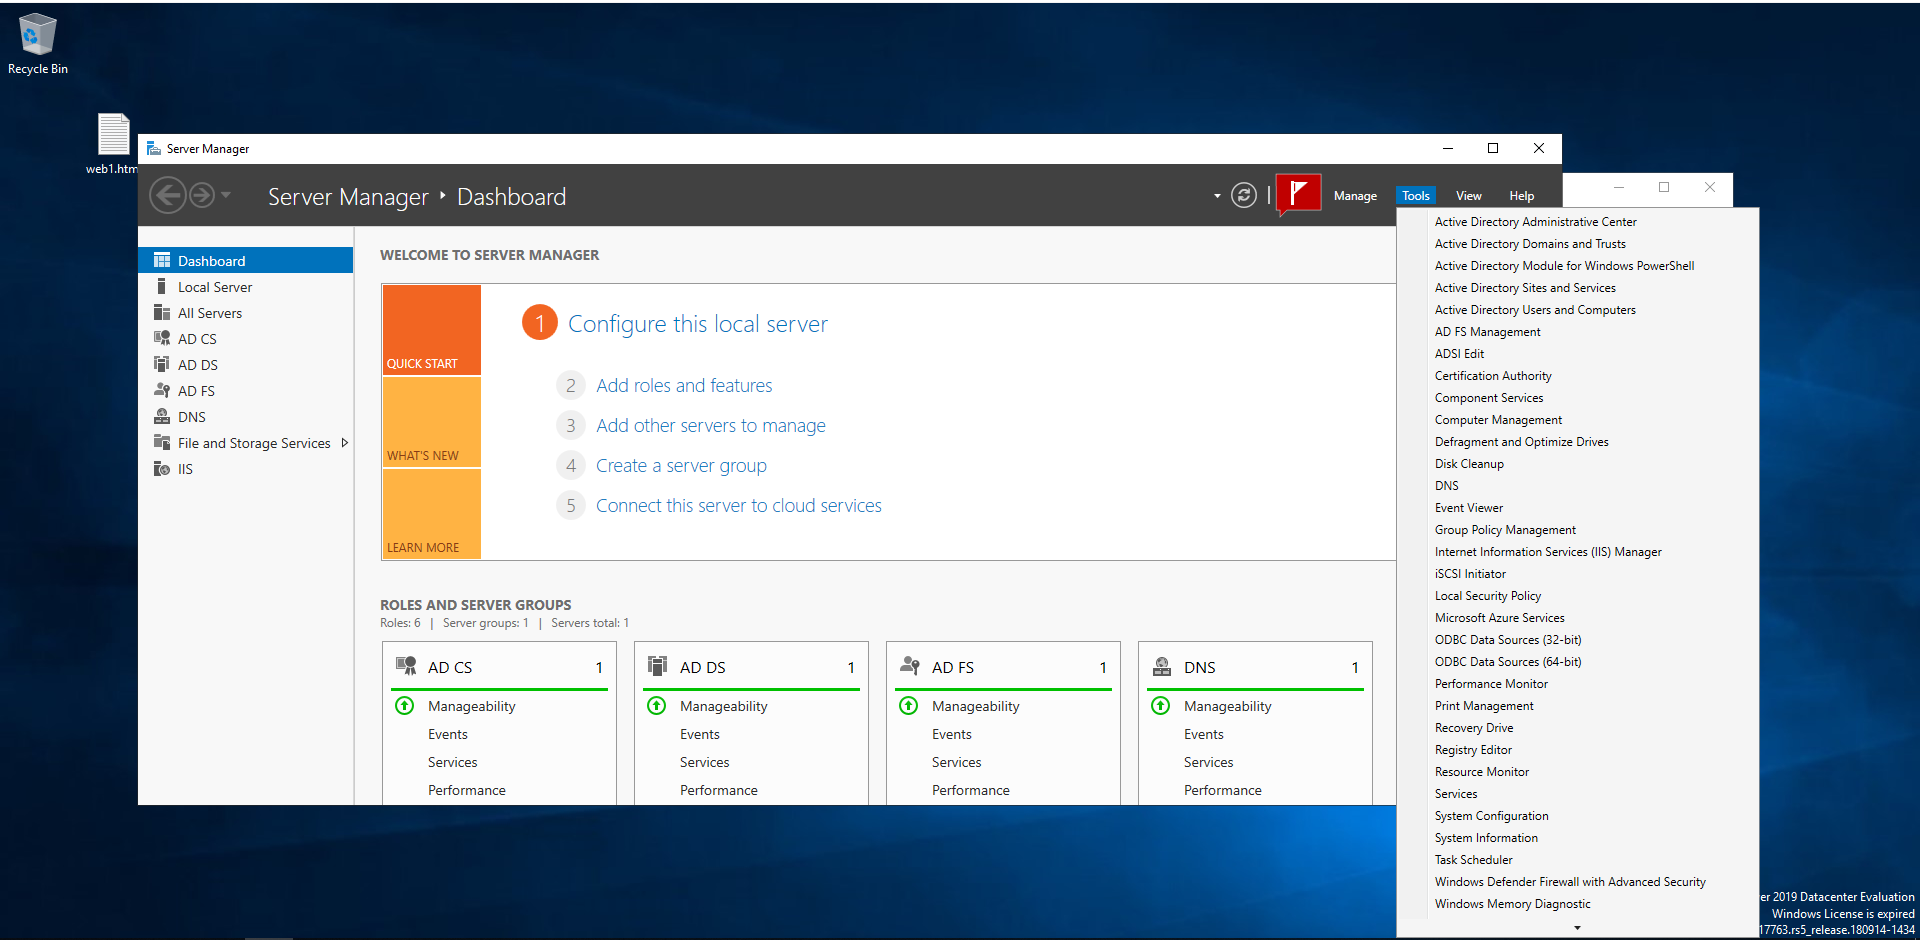 Recycle Bin
web1.htm
Server Manager
Server Manager
Dashboard
Manage
Tools
View
Help
Dashboard
Local Server
All Servers
AD CS
AD DS
AD FS
DNS
File and Storage Services
IIS
WELCOME TO SERVER MANAGER
QUICK START
WHAT'S NEW
LEARN MORE
1 Configure this local server
2 Add roles and features
3 Add other servers to manage
4 Create a server group
5 Connect this server to cloud services
ROLES AND SERVER GROUPS
Roles: 6 | Server groups: 1 | Servers total: 1
AD CS 1
Manageability
Events
Services
Performance
AD DS 1
Manageability
Events
Services
Performance
AD FS 1
Manageability
Events
Services
Performance
DNS 1
Manageability
Events
Services
Performance
Active Directory Administrative Center
Active Directory Domains and Trusts
Active Directory Module for Windows PowerShell
Active Directory Sites and Services
Active Directory Users and Computers
AD FS Management
ADSI Edit
Certification Authority
Component Services
Computer Management
Defragment and Optimize Drives
Disk Cleanup
DNS
Event Viewer
Group Policy Management
Internet Information Services (IIS) Manager
iSCSI Initiator
Local Security Policy
Microsoft Azure Services
ODBC Data Sources (32-bit)
ODBC Data Sources (64-bit)
Performance Monitor
Print Management
Recovery Drive
Registry Editor
Resource Monitor
Services
System Configuration
System Information
Task Scheduler
Windows Defender Firewall with Advanced Security
Windows Memory Diagnostic
er 2019 Datacenter Evaluation
Windows License is expired
17763.rs5_release.180914-1434